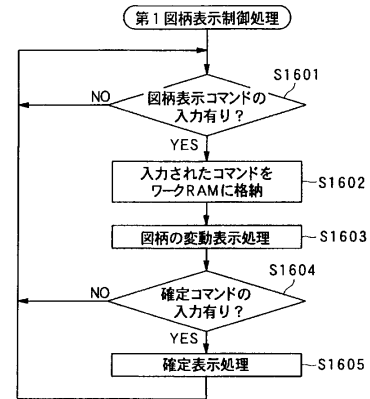 第1図柄表示制御処理
S1601
図柄表示コマンドの
入力有り?
NO
YES
入力されたコマンドを
ワークRAMに格納
S1602
図柄の変動表示処理
S1603
S1604
確定コマンドの
入力有り?
NO
YES
確定表示処理
S1605